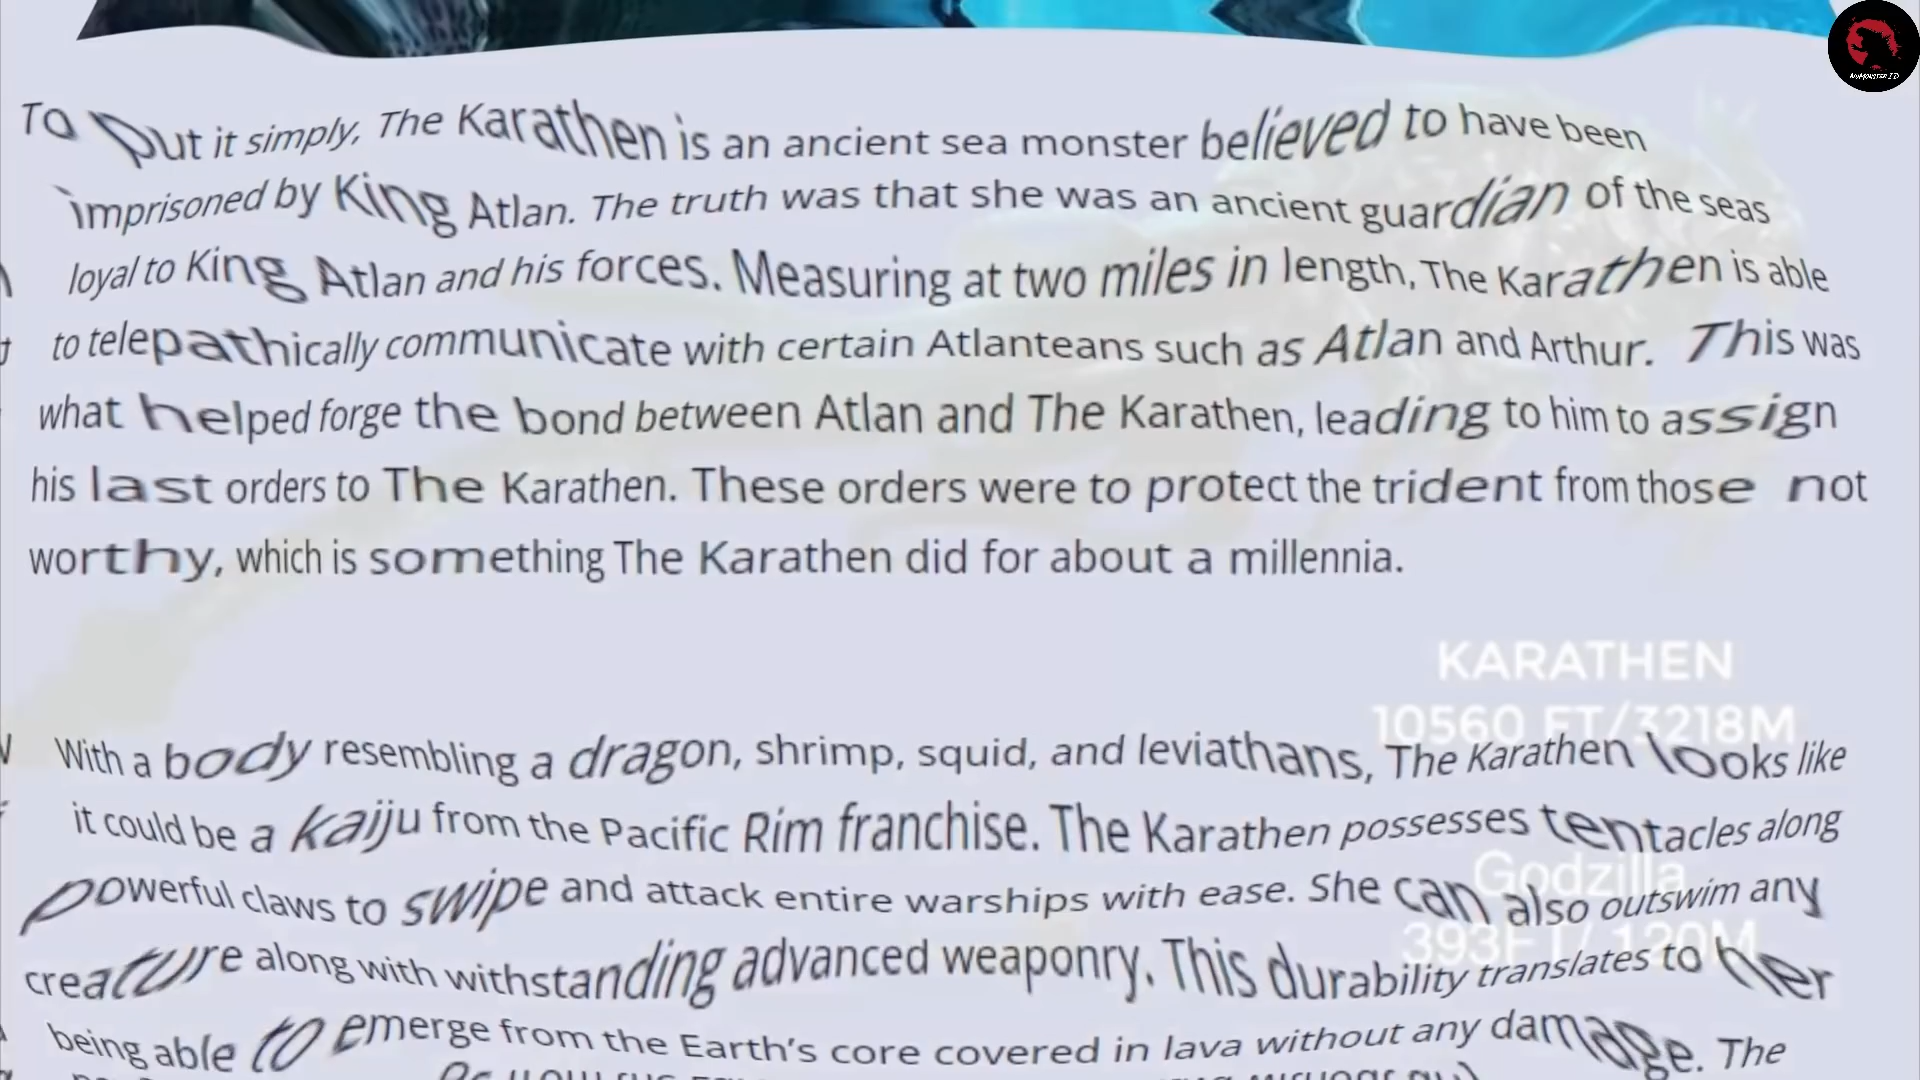 To put it simply, The Karathen is an ancient sea monster believed to have been
imprisoned by King Atlan. The truth was that she was an ancient guardian of the seas
loyal to King Atlan and his forces. Measuring at two miles in length, The Karathen is able
to telepathically communicate with certain Atlanteans such as Atlan and Arthur. This was
what helped forge the bond between Atlan and The Karathen, leading to him to assign
his last orders to The Karathen. These orders were to protect the trident from those not
worthy, which is something The Karathen did for about a millennia.
KARATHEN
10560 FT/3218M
With a body resembling a dragon, shrimp, squid, and leviathans, The Karathen looks like
it could be a kaiju from the Pacific Rim franchise. The Karathen possesses tentacles along
powerful claws to swipe and attack entire warships with ease. She can also outswim any
Godzilla
393FT/ 120M
creature along with withstanding advanced weaponry. This durability translates to her
being able to emerge from the Earth's core covered in lava without any damage. The